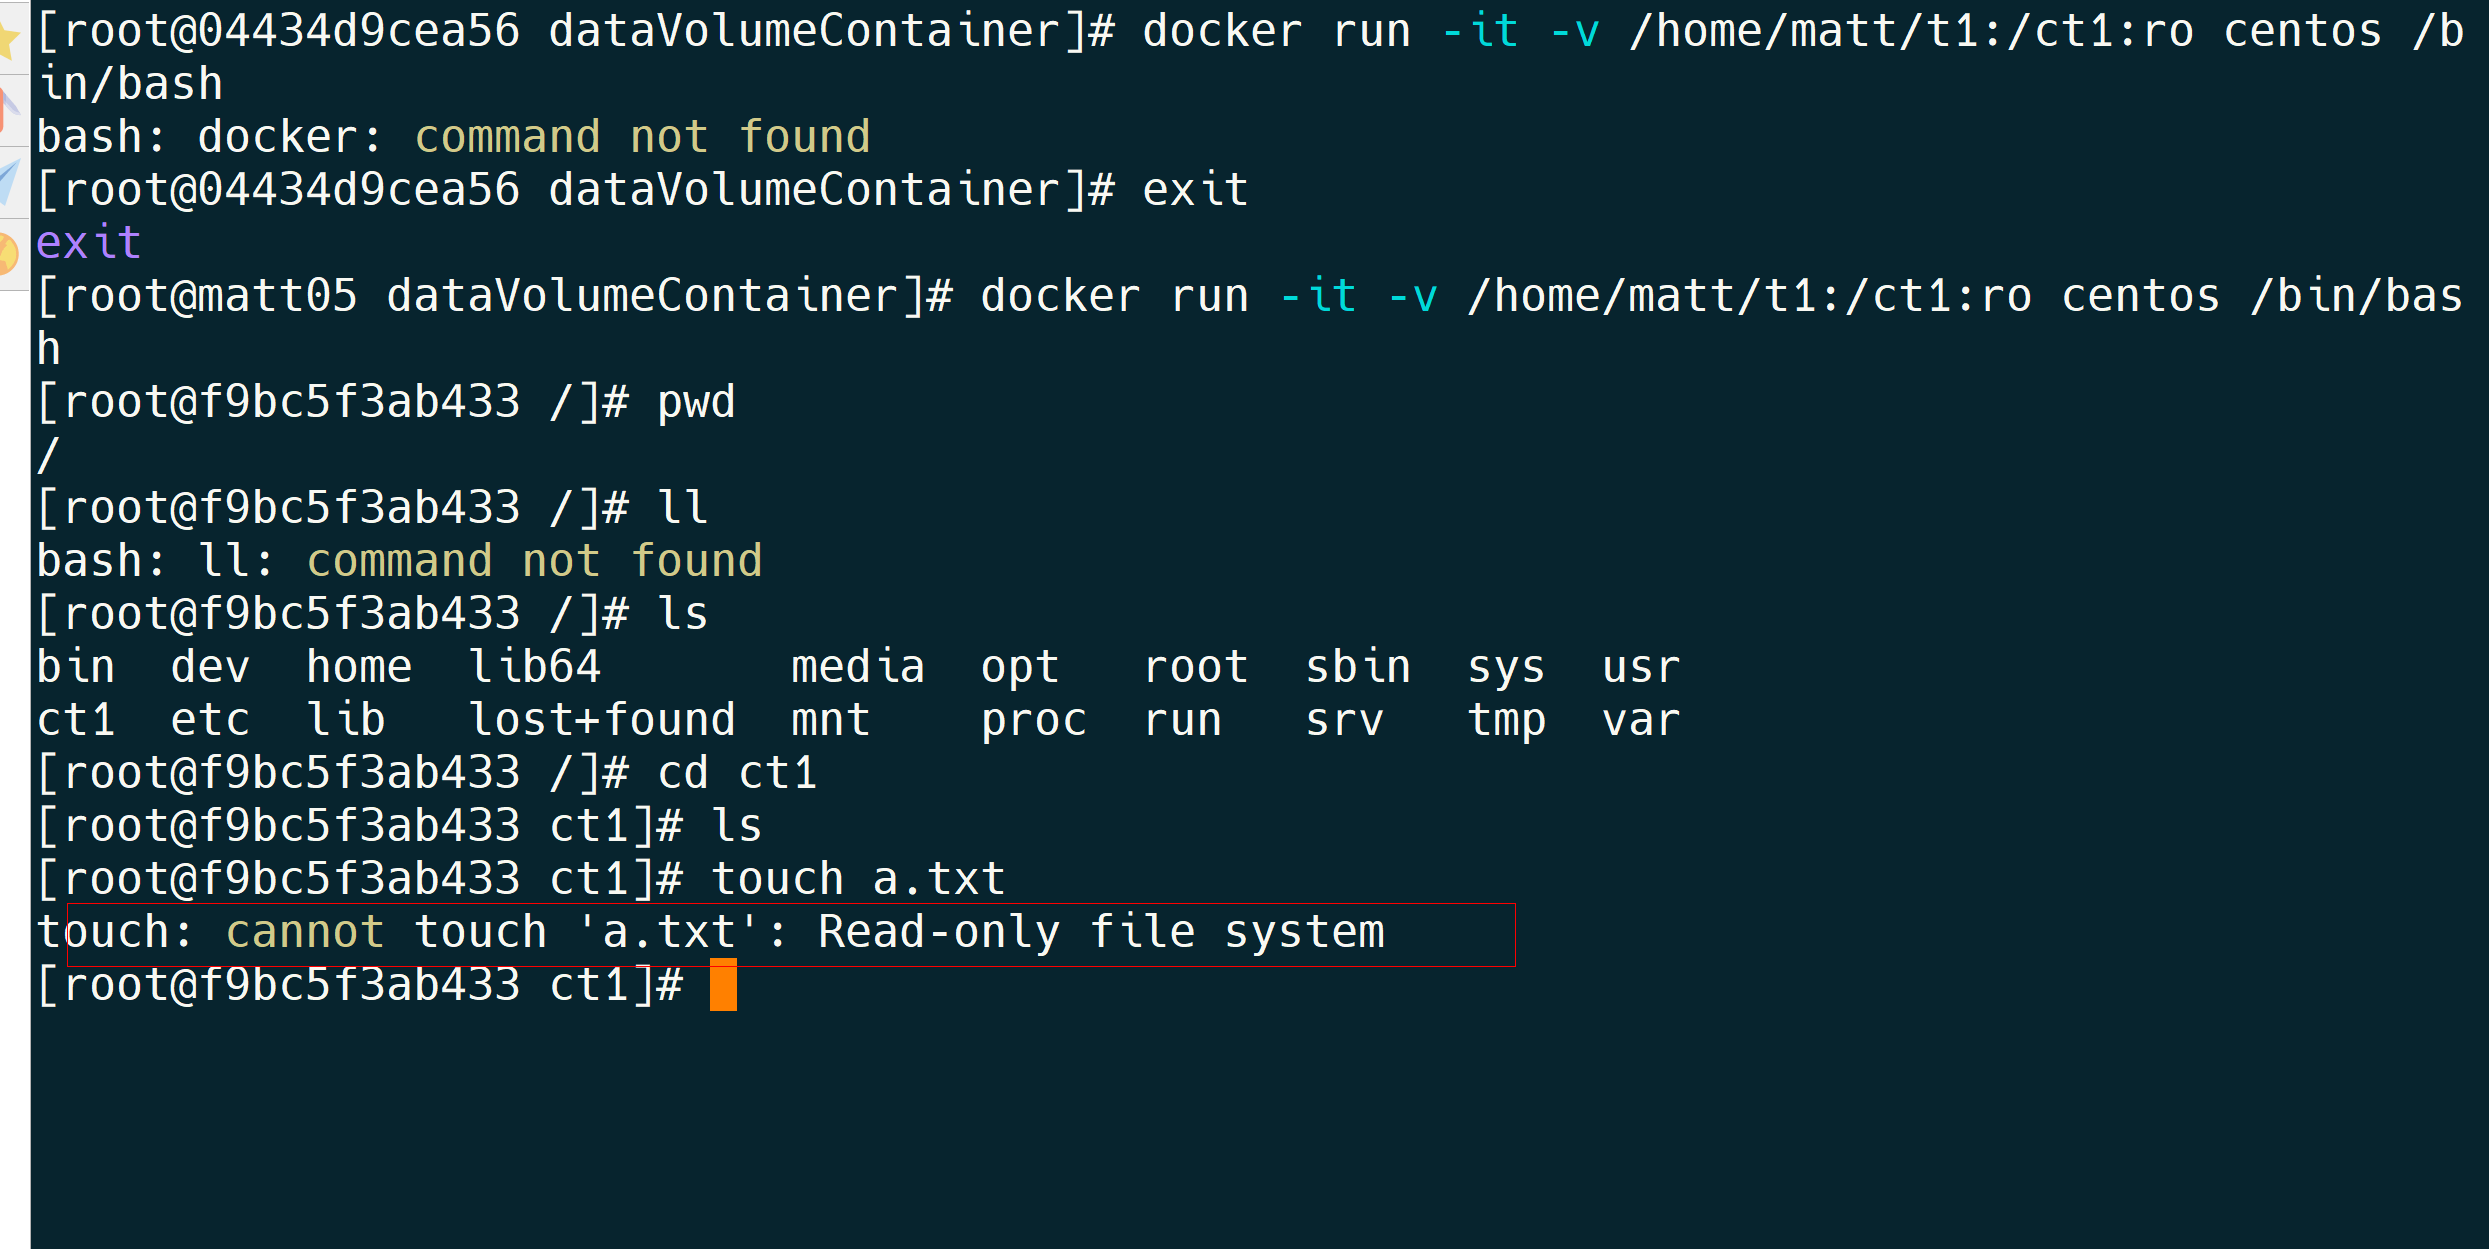 [root@04434d9cea56 dataVolumeContainer]# docker run -it -v /home/matt/t1:/ct1:ro centos /b
in/bash
bash: docker: command not found
[root@04434d9cea56 dataVolumeContainer]# exit
exit
[root@matt05 dataVolumeContainer]# docker run -it -v /home/matt/t1:/ct1:ro centos /bin/bas
h
[root@f9bc5f3ab433 /]# pwd
/
[root@f9bc5f3ab433 /]# ll
bash: ll: command not found
[root@f9bc5f3ab433 /]# ls
bin  dev  home  lib64       media  opt   root  sbin  sys  usr
ct1  etc  lib   lost+found  mnt    proc  run   srv   tmp  var
[root@f9bc5f3ab433 /]# cd ct1
[root@f9bc5f3ab433 ct1]# ls
[root@f9bc5f3ab433 ct1]# touch a.txt
touch: cannot touch 'a.txt': Read-only file system
[root@f9bc5f3ab433 ct1]#